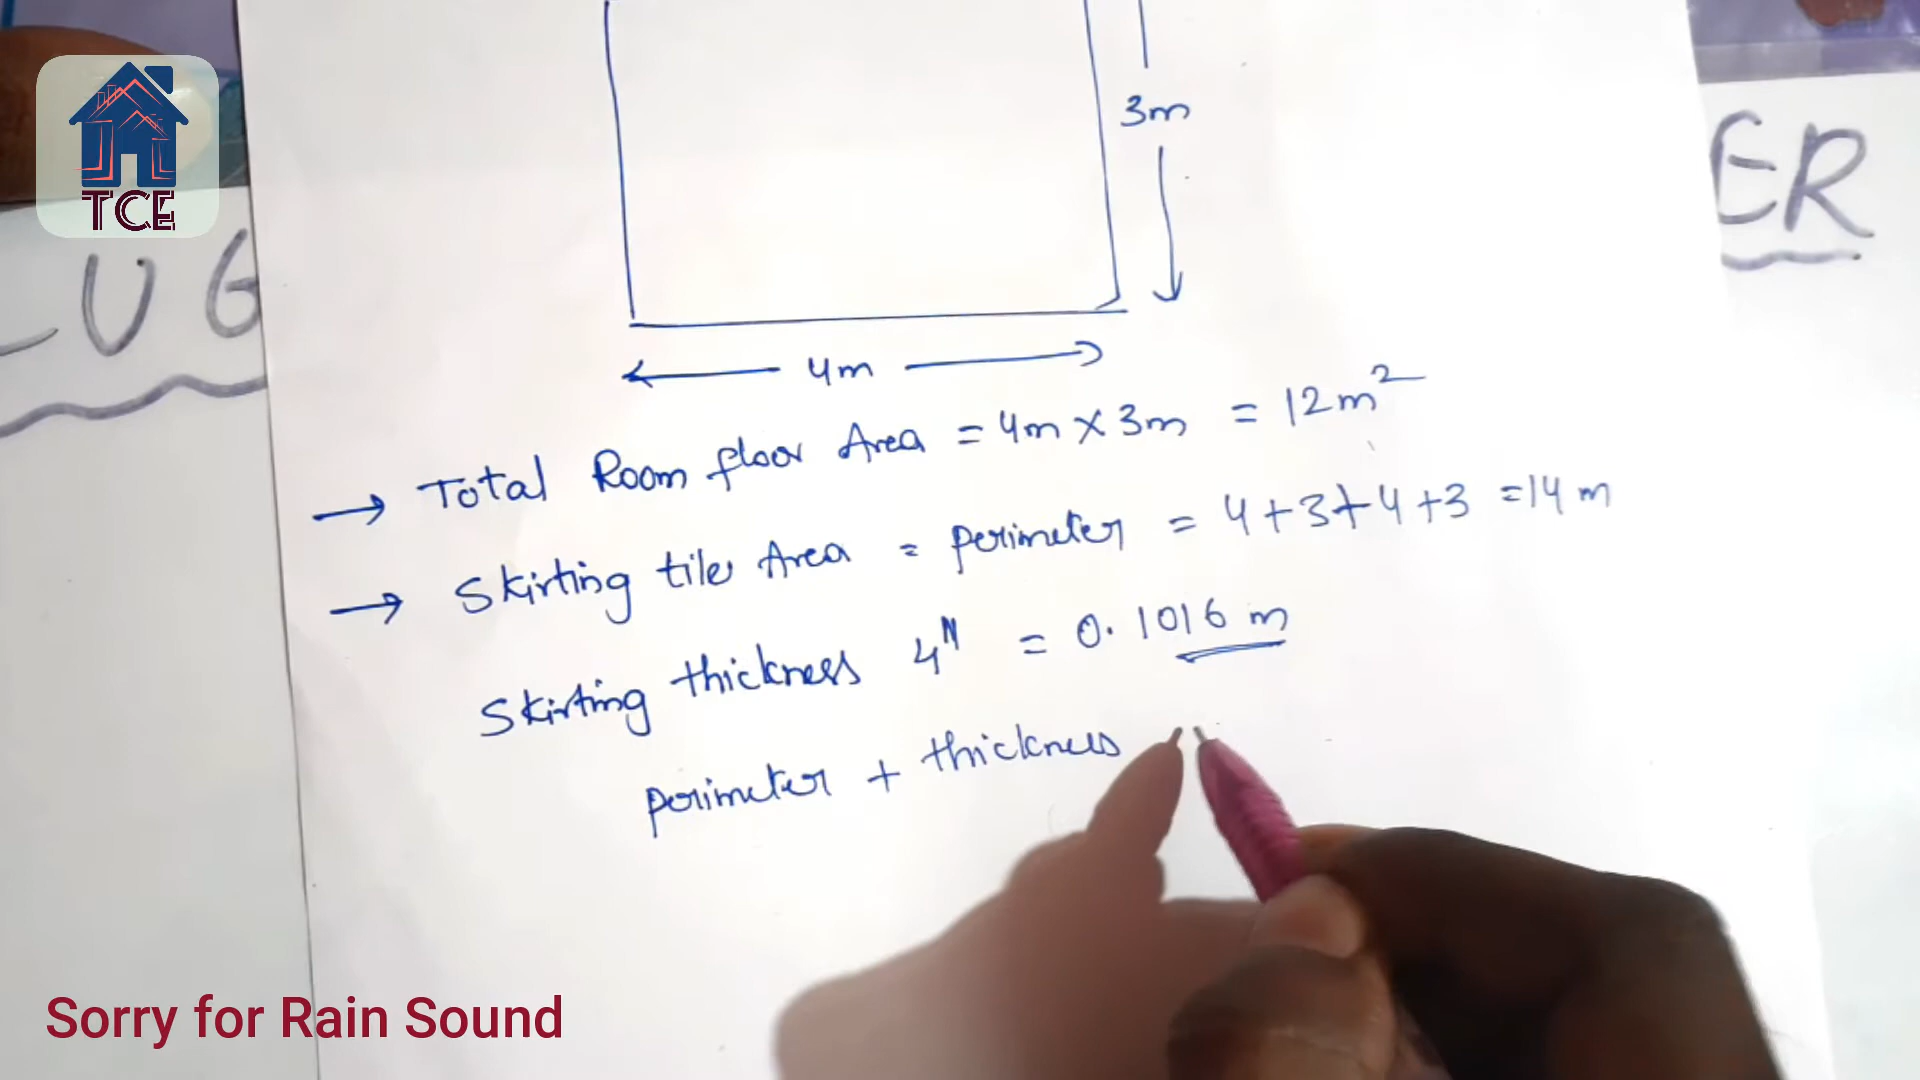 TCE
3m
ER
LUG
4m
→ Total Room floor Area = 4m x 3m = 12m²
→ Skirting tile Area = perimeter = 4+3+4+3 =14 m
Skirting thickness 4" = 0.1016 m
perimeter + thickness
Sorry for Rain Sound